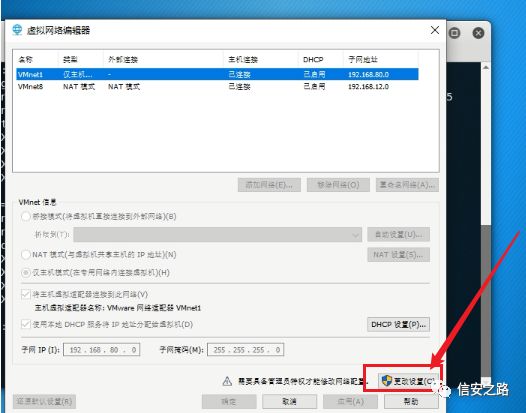 虚拟网络编辑器
名称 类型 外部连接 主机连接 DHCP 子网地址
VMnet1 仅主机... - 已连接 已启用 192.168.80.0
VMnet8 NAT 模式 NAT 模式 已连接 已启用 192.168.12.0
5
添加网络(E)... 移除网络(O) 重命名网络(A)...
VMnet 信息
桥接模式(将虚拟机直接连接到外部网络)(B)
桥接到(T): 自动设置(U)...
NAT 模式(与虚拟机共享主机的 IP 地址)(N) NAT 设置(S)...
仅主机模式(在专用网络内连接虚拟机)(H)
将主机虚拟适配器连接到此网络(V)
主机虚拟适配器名称: VMware 网络适配器 VMnet1
使用本地 DHCP 服务将 IP 地址分配给虚拟机(D) DHCP 设置(P)...
子网 IP (I): 192 . 168 . 80 . 0 子网掩码(M): 255 . 255 . 255 . 0
需要具备管理员特权才能修改网络配置。 更改设置(C)
信安之路
还原默认设置(R) 确定 取消 应用(A) 帮助